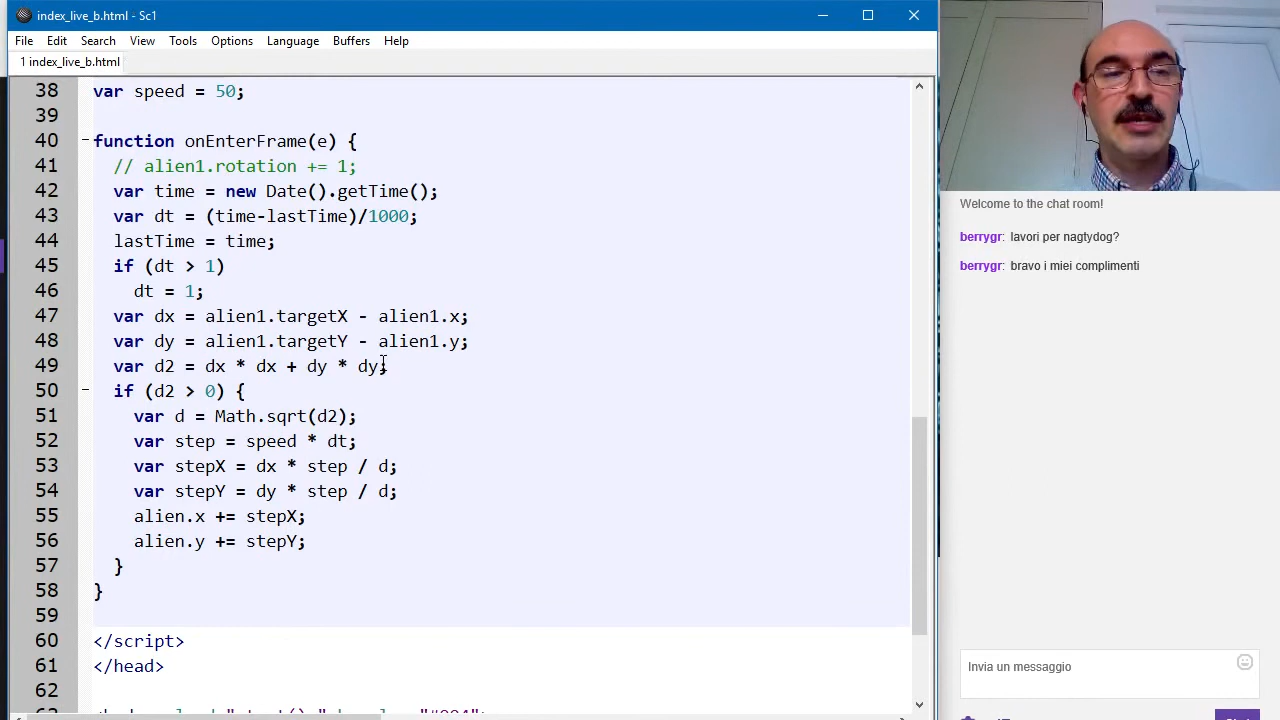 index_live_b.html - Sc1
File Edit Search View Tools Options Language Buffers Help
1 index_live_b.html
38 var speed = 50;
39
40 function onEnterFrame(e) {
41 // alien1.rotation += 1;
42 var time = new Date().getTime();
43 var dt = (time-lastTime)/1000;
44 lastTime = time;
45 if (dt > 1)
46 dt = 1;
47 var dx = alien1.targetX - alien1.x;
48 var dy = alien1.targetY - alien1.y;
49 var d2 = dx * dx + dy * dy;
50 if (d2 > 0) {
51 var d = Math.sqrt(d2);
52 var step = speed * dt;
53 var stepX = dx * step / d;
54 var stepY = dy * step / d;
55 alien.x += stepX;
56 alien.y += stepY;
57 }
58 }
59
60 </script>
61 </head>
62
Welcome to the chat room!
berrygr: lavori per nagtydog?
berrygr: bravo i miei complimenti
Invia un messaggio